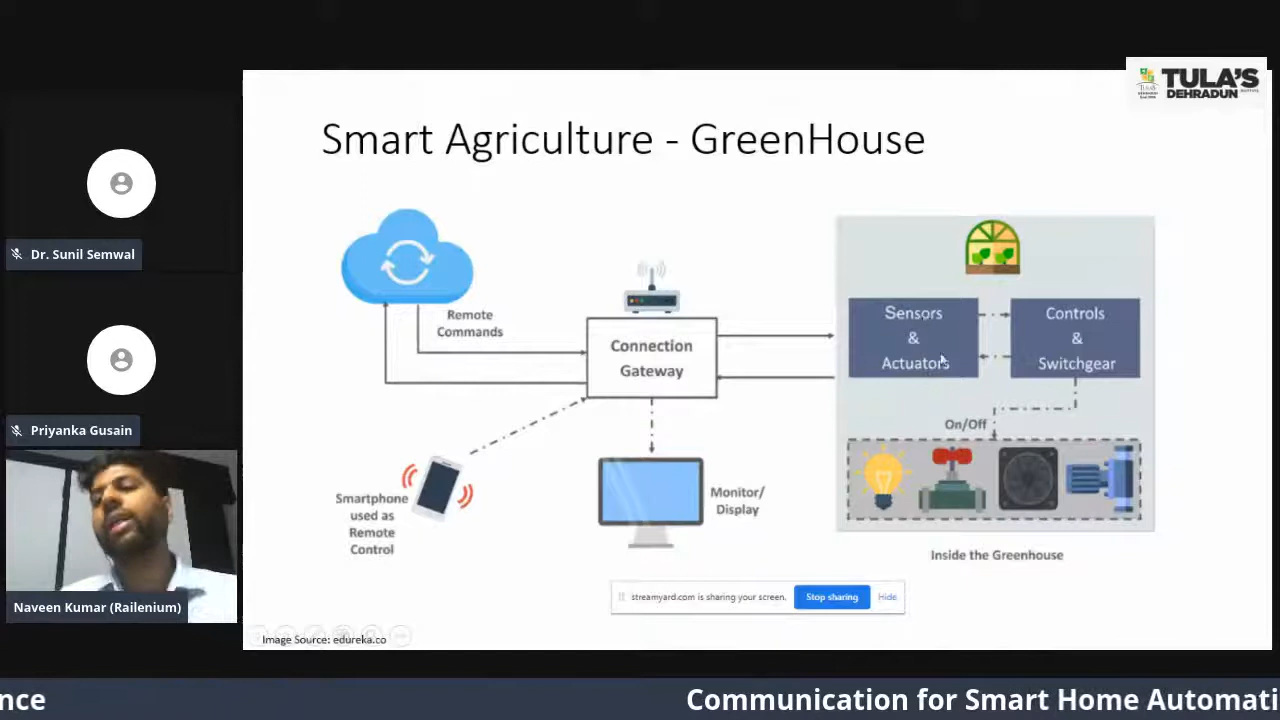 TULA'S
DEHRADUN
Smart Agriculture - GreenHouse
Dr. Sunil Semwal
Priyanka Gusain
Naveen Kumar (Railenium)
Remote
Commands
Connection
Gateway
Sensors
&
Actuators
Controls
&
Switchgear
On/Off
Smartphone
used as
Remote
Control
Monitor/
Display
Inside the Greenhouse
streamyard.com is sharing your screen.
Stop sharing
Hide
Image Source: edureka.co
nce
Communication for Smart Home Automati